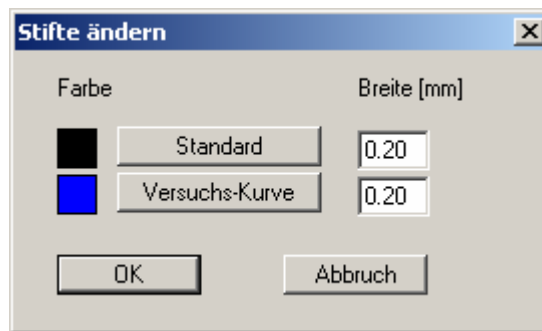 Stifte ändern
Farbe Breite [mm]
Standard 0.20
Versuchs-Kurve 0.20
OK Abbruch